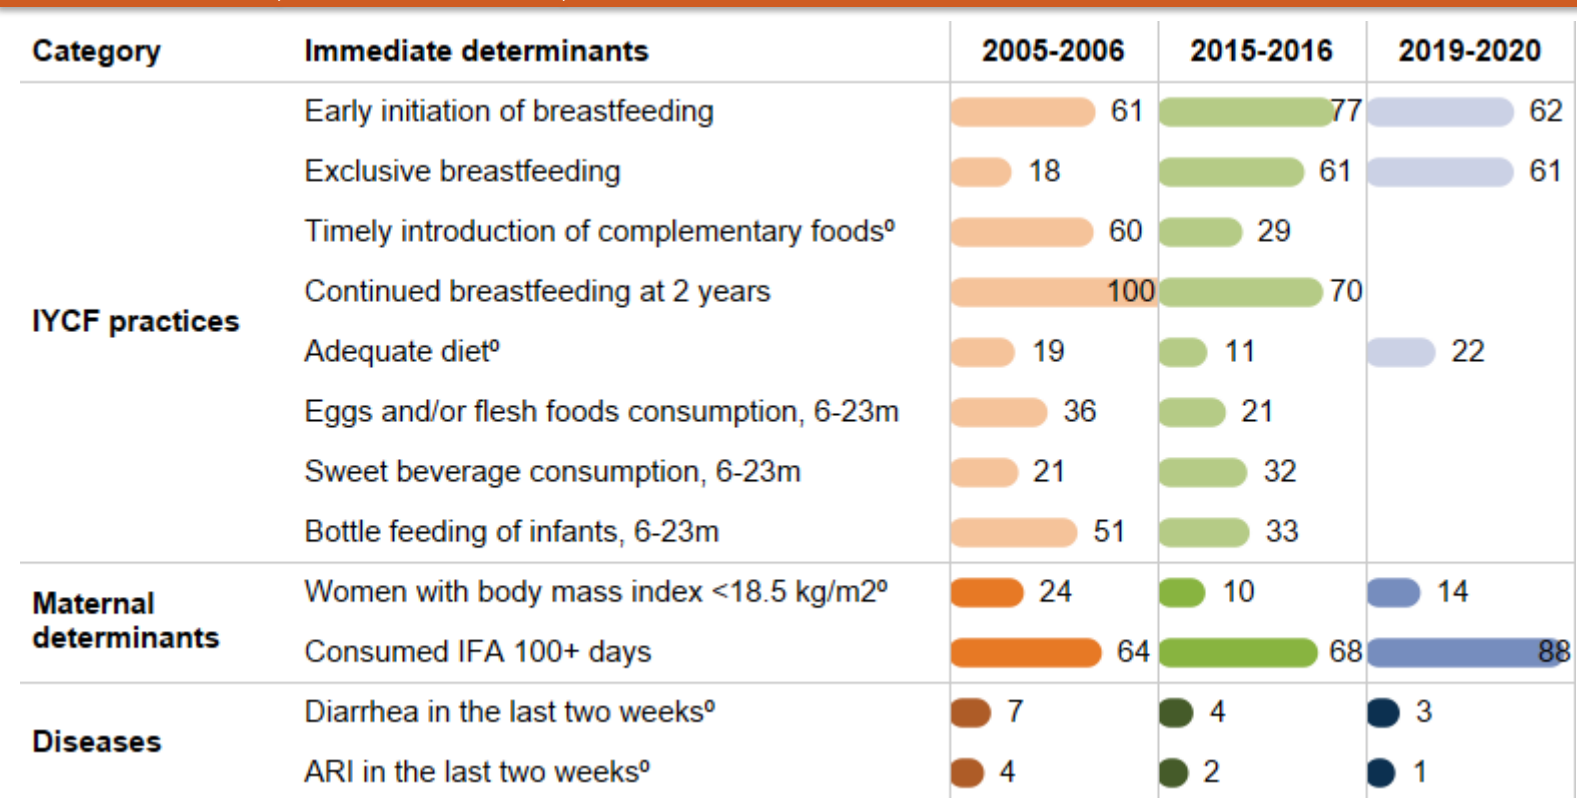 Category Immediate determinants 2005-2006 2015-2016 2019-2020
Early initiation of breastfeeding 61 77 62
Exclusive breastfeeding 18 61 61
Timely introduction of complementary foodsº 60 29
Continued breastfeeding at 2 years 100 70
IYCF practices
Adequate dietº 19 11 22
Eggs and/or flesh foods consumption, 6-23m 36 21
Sweet beverage consumption, 6-23m 21 32
Bottle feeding of infants, 6-23m 51 33
Women with body mass index <18.5 kg/m2º 24 10 14
Maternal
determinants
Consumed IFA 100+ days 64 68 88
Diarrhea in the last two weeksº 7 4 3
Diseases
ARI in the last two weeksº 4 2 1